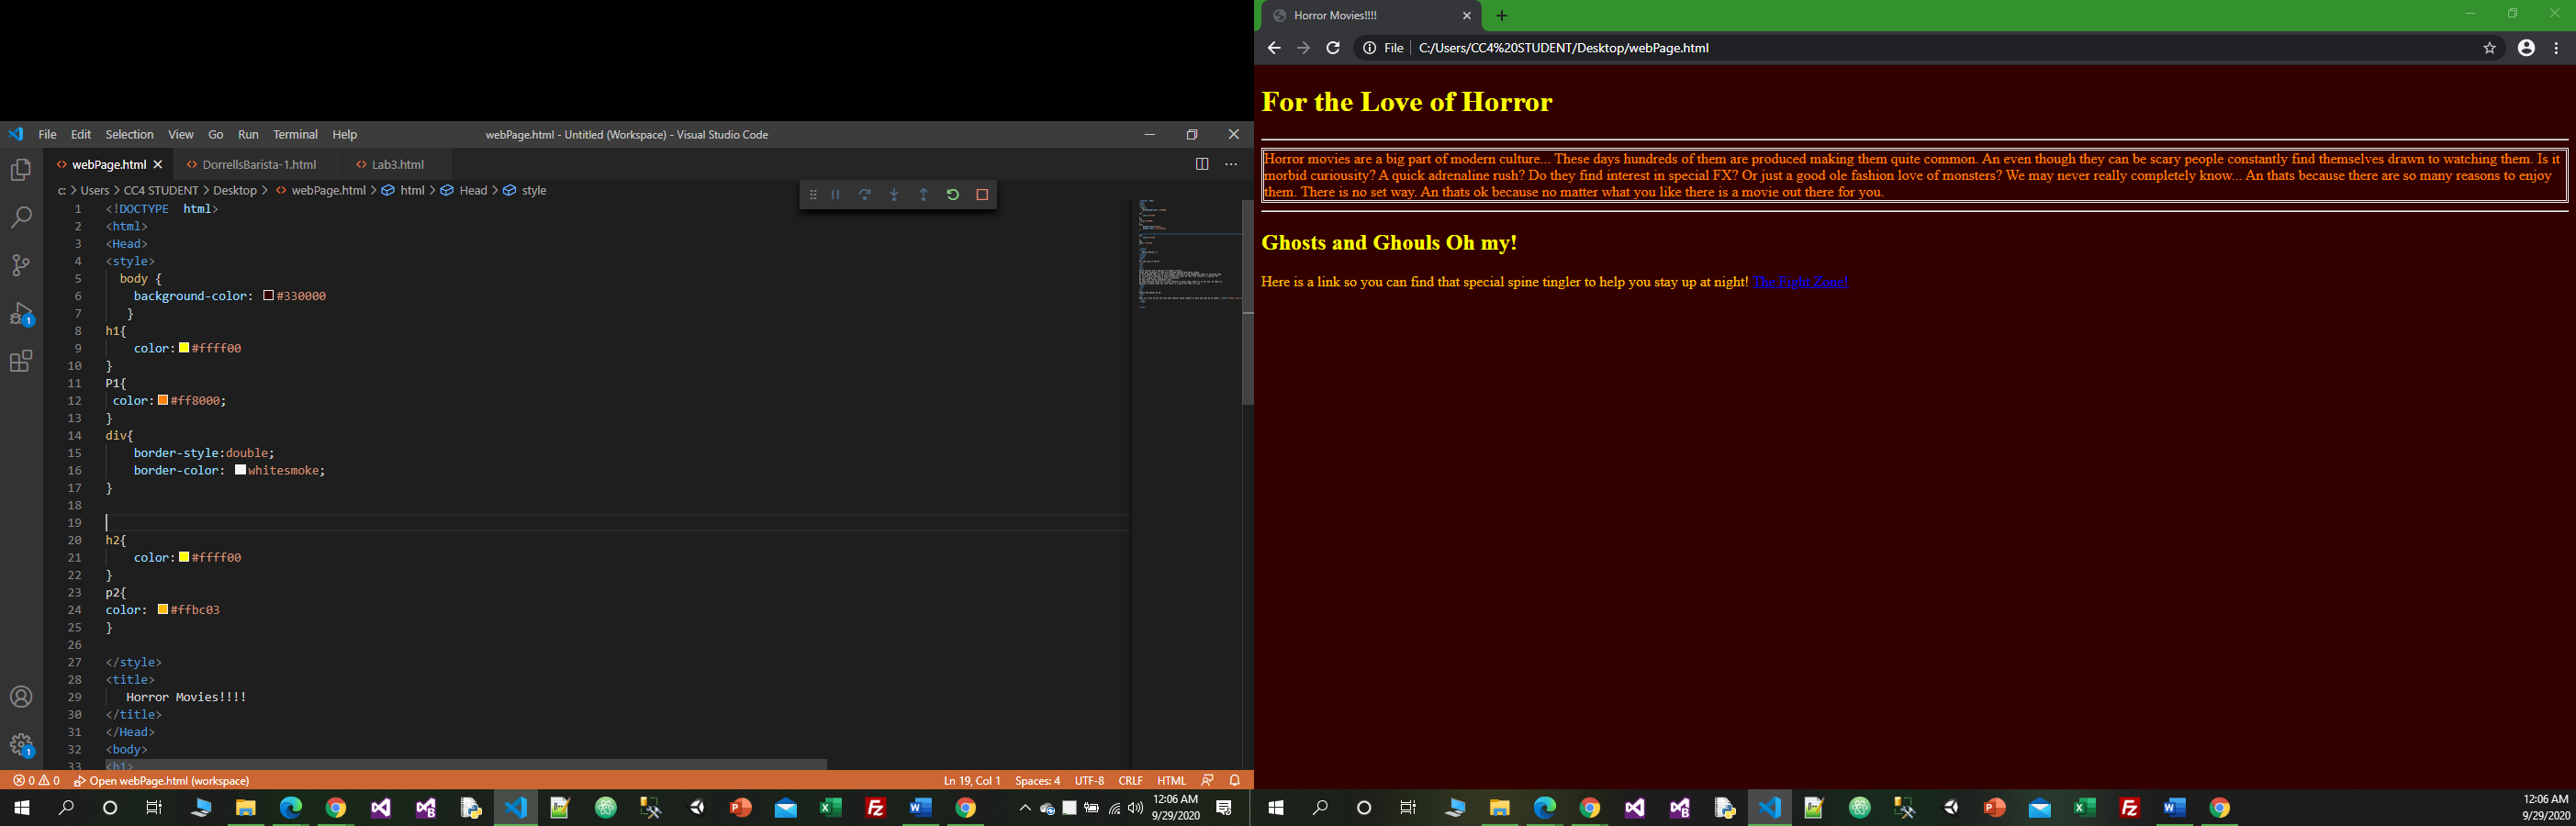 File Edit Selection View Go Run Terminal Help
webPage.html - Untitled (Workspace) - Visual Studio Code
webPage.html DorrellsBarista-1.html Lab3.html
c: > Users > CC4 STUDENT > Desktop > webPage.html > html > Head > style
1 <!DOCTYPE  html>
2 <html>
3 <Head>
4 <style>
5 body {
6 background-color: #330000
7 }
8 h1{
9 color: #ffff00
10 }
11 P1{
12 color: #ff8000;
13 }
14 div{
15 border-style:double;
16 border-color: whitesmoke;
17 }
18
19
20 h2{
21 color: #ffff00
22 }
23 p2{
24 color: #ffbc03
25 }
26
27 </style>
28 <title>
29 Horror Movies!!!!
30 </title>
31 </Head>
32 <body>
33 <h1>
1
1
0 0 Open webPage.html (workspace)
Ln 19, Col 1 Spaces: 4 UTF-8 CRLF HTML
12:06 AM
9/29/2020
Horror Movies!!!!
File C:/Users/CC4%20STUDENT/Desktop/webPage.html
For the Love of Horror
Horror movies are a big part of modern culture... These days hundreds of them are produced making them quite common. An even though they can be scary people constantly find themselves drawn to watching them. Is it
morbid curiousity? A quick adrenaline rush? Do they find interest in special FX? Or just a good ole fashion love of monsters? We may never really completely know... An thats because there are so many reasons to enjoy
them. There is no set way. An thats ok because no matter what you like there is a movie out there for you.
Ghosts and Ghouls Oh my!
Here is a link so you can find that special spine tingler to help you stay up at night! The Fight Zone!
12:06 AM
9/29/2020